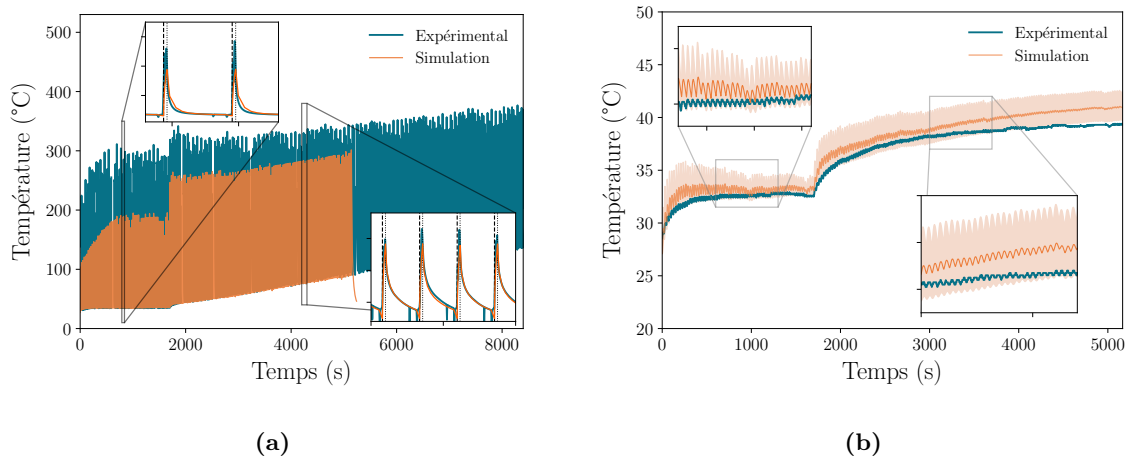 500
400
300
200
100
0
0
2000
4000
6000
8000
Température (°C)
Temps (s)
Expérimental
Simulation
(a)
50
45
40
35
30
25
20
0
1000
2000
3000
4000
5000
Température (°C)
Temps (s)
Expérimental
Simulation
(b)